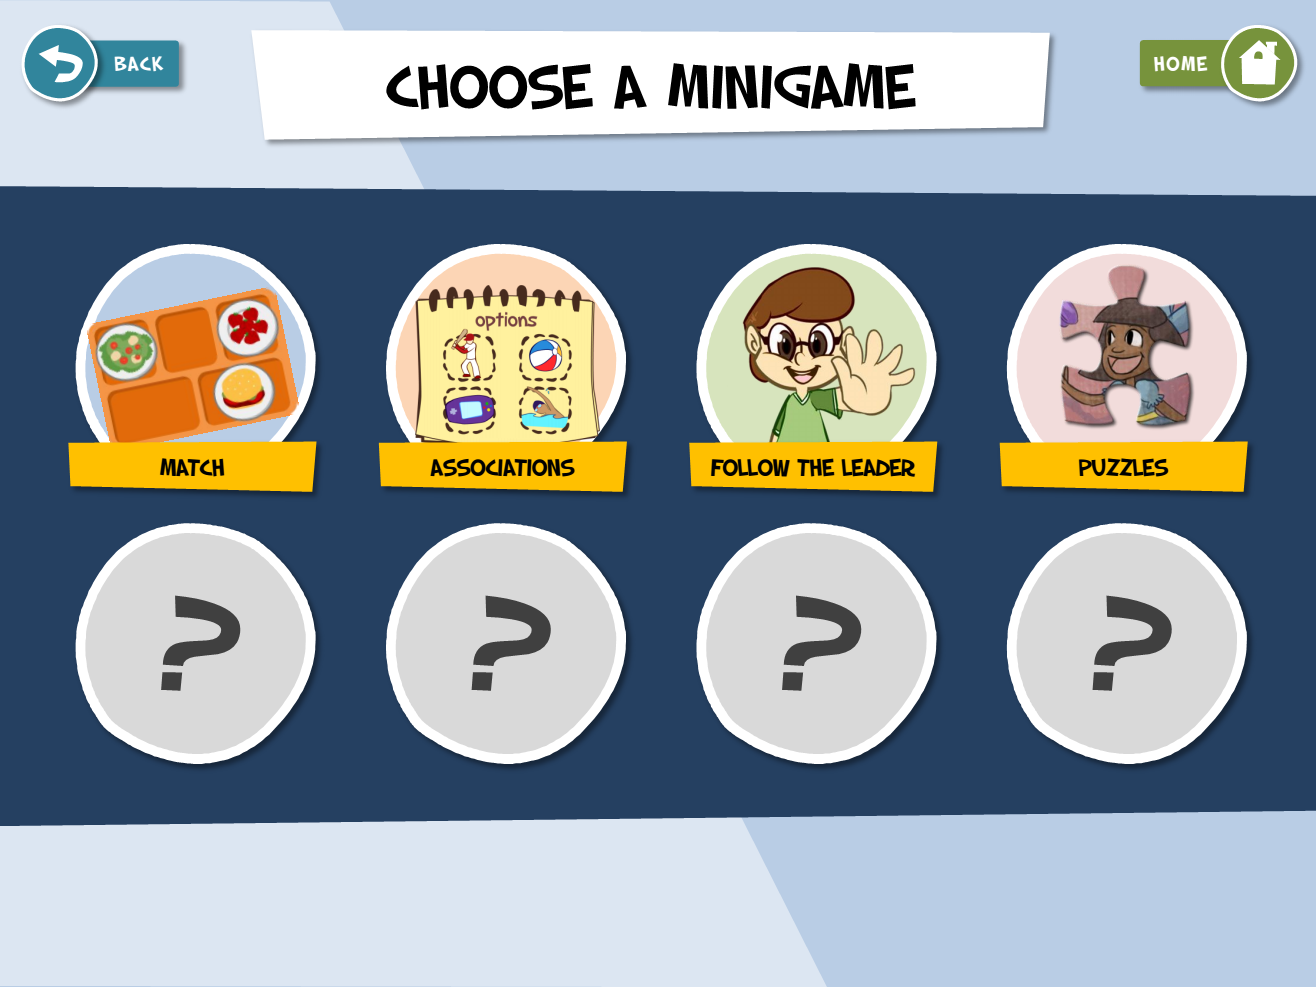 BACK
CHOOSE A MINIGAME
HOME
options
MATCH
ASSOCIATIONS
FOLLOW THE LEADER
PUZZLES
?
?
?
?